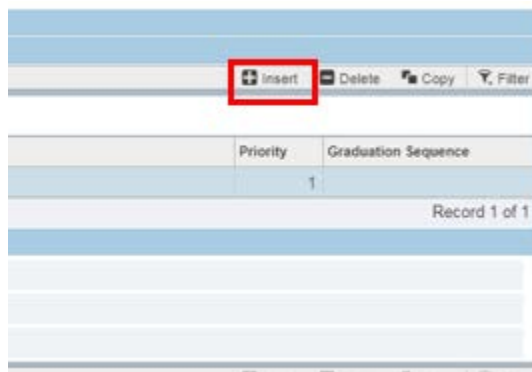 Insert Delete Copy Filter
Priority Graduation Sequence
1
Record 1 of 1